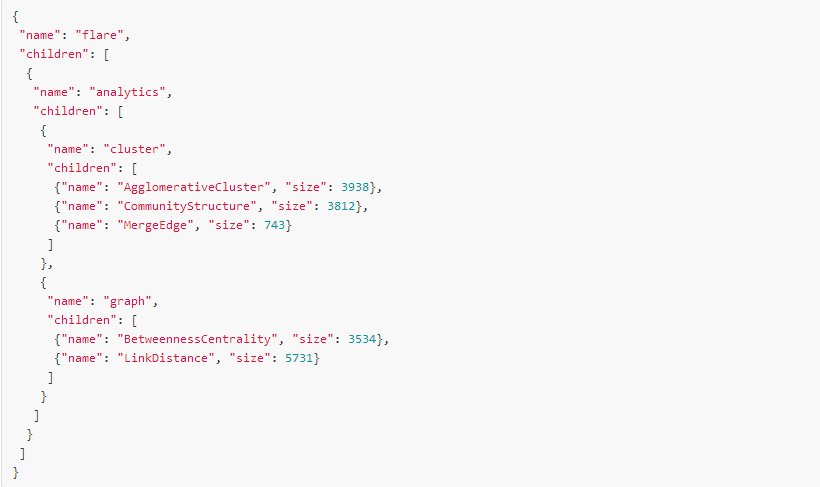 {
 "name": "flare",
 "children": [
  {
   "name": "analytics",
   "children": [
    {
     "name": "cluster",
     "children": [
      {"name": "AgglomerativeCluster", "size": 3938},
      {"name": "CommunityStructure", "size": 3812},
      {"name": "MergeEdge", "size": 743}
     ]
    },
    {
     "name": "graph",
     "children": [
      {"name": "BetweennessCentrality", "size": 3534},
      {"name": "LinkDistance", "size": 5731}
     ]
    }
   ]
  }
 ]
}